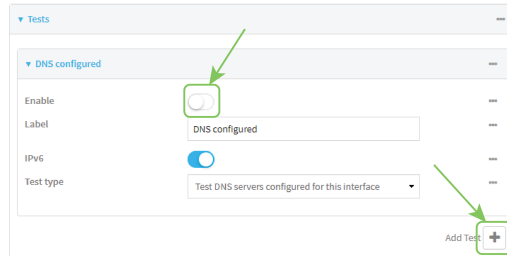 Tests
DNS configured
Enable
Label
DNS configured
IPv6
Test type
Test DNS servers configured for this interface
Add Test